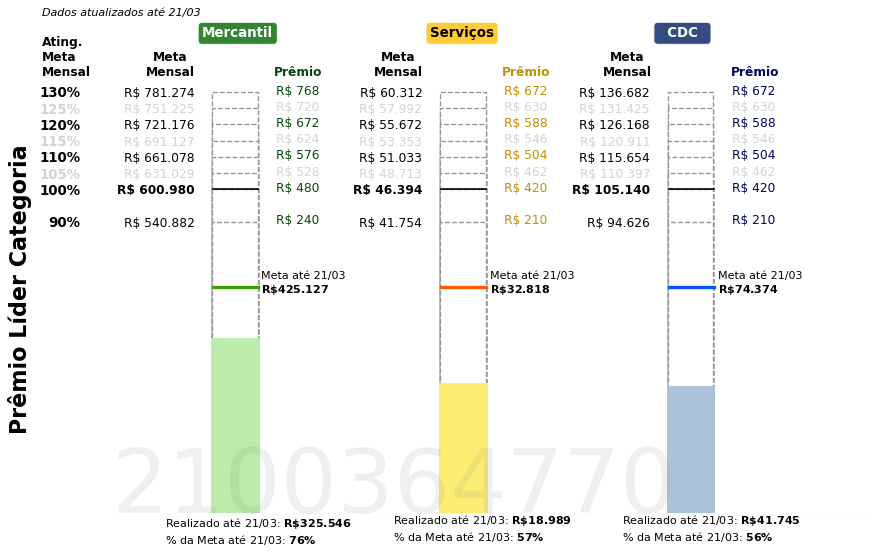 Dados atualizados até 21/03
Mercantil
Serviços
CDC
Ating.
Meta
Mensal
Meta
Mensal
Prêmio
Meta
Mensal
Prêmio
Meta
Mensal
Prêmio
130% R$ 781.274 R$ 768 R$ 60.312 R$ 672 R$ 136.682 R$ 672
125% R$ 751.225 R$ 720 R$ 57.992 R$ 630 R$ 131.425 R$ 630
120% R$ 721.176 R$ 672 R$ 55.672 R$ 588 R$ 126.168 R$ 588
115% R$ 691.127 R$ 624 R$ 53.353 R$ 546 R$ 120.911 R$ 546
110% R$ 661.078 R$ 576 R$ 51.033 R$ 504 R$ 115.654 R$ 504
105% R$ 631.029 R$ 528 R$ 48.713 R$ 462 R$ 110.397 R$ 462
100% R$ 600.980 R$ 480 R$ 46.394 R$ 420 R$ 105.140 R$ 420
90% R$ 540.882 R$ 240 R$ 41.754 R$ 210 R$ 94.626 R$ 210
Prêmio Líder Categoria
Meta até 21/03
R$425.127
Meta até 21/03
R$32.818
Meta até 21/03
R$74.374
2100364770
Realizado até 21/03: R$325.546
% da Meta até 21/03: 76%
Realizado até 21/03: R$18.989
% da Meta até 21/03: 57%
Realizado até 21/03: R$41.745
% da Meta até 21/03: 56%